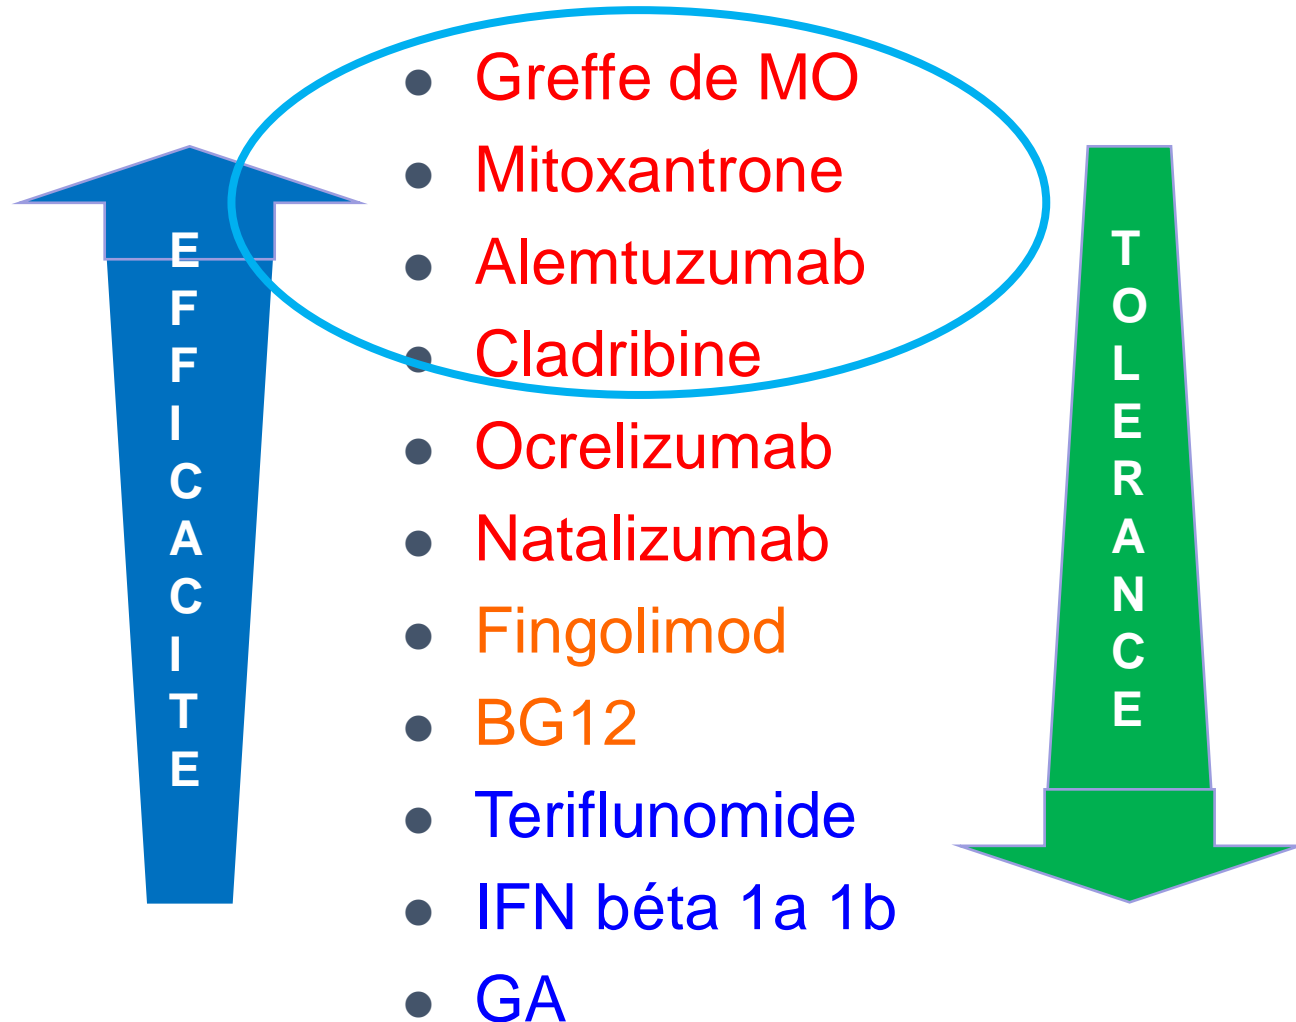 EFFICACITE
Greffe de MO
Mitoxantrone
Alemtuzumab
Cladribine
Ocrelizumab
Natalizumab
Fingolimod
BG12
Teriflunomide
IFN béta 1a 1b
GA
TOLERANCE